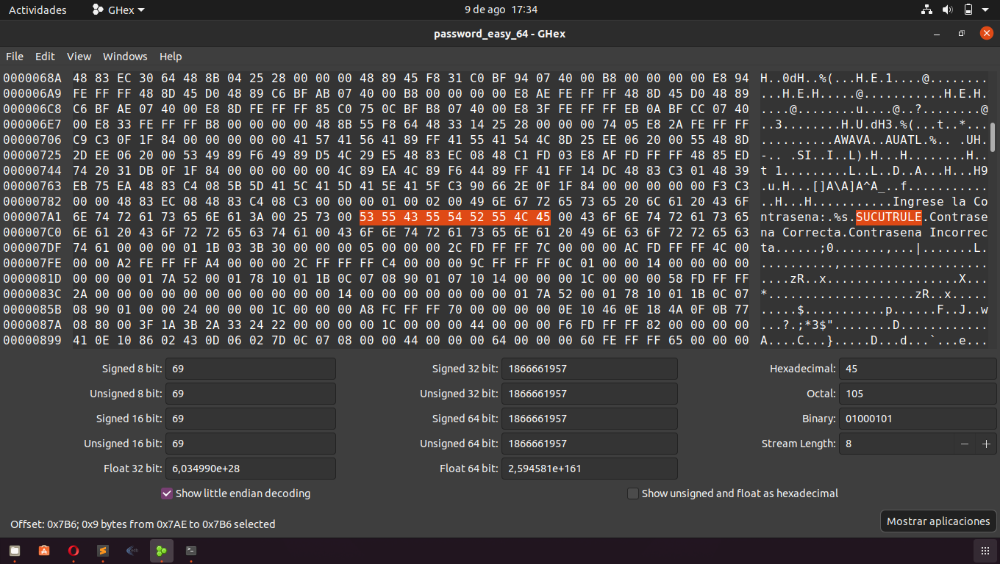 Actividades GHex 9 de ago 17:34
password_easy_64 - GHex
File Edit View Windows Help
0000068A 48 83 EC 30 64 48 8B 04 25 28 00 00 00 48 89 45 F8 31 C0 BF 94 07 40 00 B8 00 00 00 00 E8 94 H..0dH..%(...H.E.1....@........
000006A9 FE FF FF 48 8D 45 D0 48 89 C6 BF AB 07 40 00 B8 00 00 00 00 E8 AE FE FF FF 48 8D 45 D0 48 89 ...H.E.H.....@...........H.E.H.
000006C8 C6 BF AE 07 40 00 E8 8D FE FF FF 85 C0 75 0C BF B8 07 40 00 E8 3F FE FF FF EB 0A BF CC 07 40 ....@........u....@..?........@
000006E7 00 E8 33 FE FF FF B8 00 00 00 00 48 8B 55 F8 64 48 33 14 25 28 00 00 00 74 05 E8 2A FE FF FF ..3........H.U.dH3.%(...t..*...
00000706 C9 C3 0F 1F 84 00 00 00 00 00 41 57 41 56 41 89 FF 41 55 41 54 4C 8D 25 EE 06 20 00 55 48 8D ..........AWAVA..AUATL.%.. .UH.
00000725 2D EE 06 20 00 53 49 89 F6 49 89 D5 4C 29 E5 48 83 EC 08 48 C1 FD 03 E8 AF FD FF FF 48 85 ED -.. .SI..I..L).H...H........H..
00000744 74 20 31 DB 0F 1F 84 00 00 00 00 00 4C 89 EA 4C 89 F6 44 89 FF 41 FF 14 DC 48 83 C3 01 48 39 t 1.........L..L..D..A...H...H9
00000763 EB 75 EA 48 83 C4 08 5B 5D 41 5C 41 5D 41 5E 41 5F C3 90 66 2E 0F 1F 84 00 00 00 00 00 F3 C3 .u.H...[]A\A]A^A_..f...........
00000782 00 00 48 83 EC 08 48 83 C4 08 C3 00 00 00 01 00 02 00 49 6E 67 72 65 73 65 20 6C 61 20 43 6F ..H...H...........Ingrese la Co
000007A1 6E 74 72 61 73 65 6E 61 3A 00 25 73 00 53 55 43 55 54 52 55 4C 45 00 43 6F 6E 74 72 61 73 65 ntrasena:.%s.SUCUTRULE.Contrase
000007C0 6E 61 20 43 6F 72 72 65 63 74 61 00 43 6F 6E 74 72 61 73 65 6E 61 20 49 6E 63 6F 72 72 65 63 na Correcta.Contrasena Incorrec
000007DF 74 61 00 00 00 01 1B 03 3B 30 00 00 00 05 00 00 00 2C FD FF FF 7C 00 00 00 AC FD FF FF 4C 00 ta......;0.......,...|.......L.
000007FE 00 00 A2 FE FF FF A4 00 00 00 2C FF FF FF C4 00 00 00 9C FF FF FF 0C 01 00 00 14 00 00 00 00 ..........,....................
0000081D 00 00 00 01 7A 52 00 01 78 10 01 1B 0C 07 08 90 01 07 10 14 00 00 00 1C 00 00 00 58 FD FF FF ....zR..x..................X...
0000083C 2A 00 00 00 00 00 00 00 00 00 00 00 14 00 00 00 00 00 00 00 01 7A 52 00 01 78 10 01 1B 0C 07 *....................zR..x.....
0000085B 08 90 01 00 00 24 00 00 00 1C 00 00 00 A8 FC FF FF 70 00 00 00 00 0E 10 46 0E 18 4A 0F 0B 77 .....$...........p......F..J..w
0000087A 08 80 00 3F 1A 3B 2A 33 24 22 00 00 00 00 1C 00 00 00 44 00 00 00 F6 FD FF FF 82 00 00 00 00 ...?.;*3$"........D............
00000899 41 0E 10 86 02 43 0D 06 02 7D 0C 07 08 00 00 44 00 00 00 64 00 00 00 60 FE FF FF 65 00 00 00 A....C...}.....D...d...`...e...
Signed 8 bit: 69 Signed 32 bit: 1866661957 Hexadecimal: 45
Unsigned 8 bit: 69 Unsigned 32 bit: 1866661957 Octal: 105
Signed 16 bit: 69 Signed 64 bit: 1866661957 Binary: 01000101
Unsigned 16 bit: 69 Unsigned 64 bit: 1866661957 Stream Length: 8
Float 32 bit: 6,034990e+28 Float 64 bit: 2,594581e+161
Show little endian decoding Show unsigned and float as hexadecimal
Offset: 0x7B6; 0x9 bytes from 0x7AE to 0x7B6 selected Mostrar aplicaciones